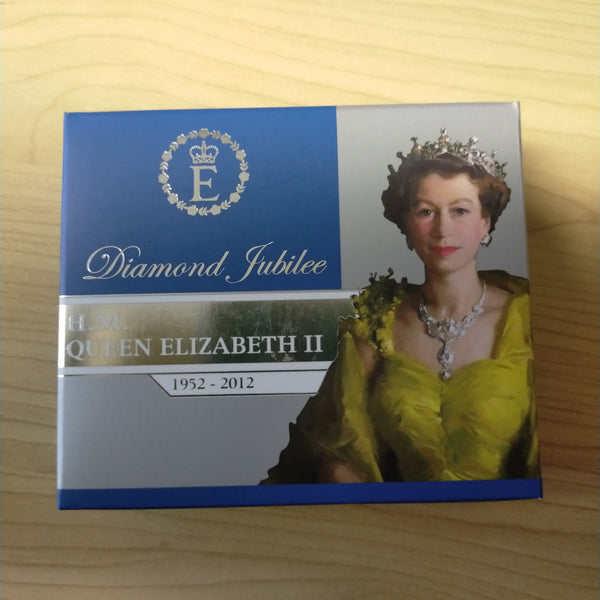 E
Diamond Jubilee
H.M.
QUEEN ELIZABETH II
1952 - 2012